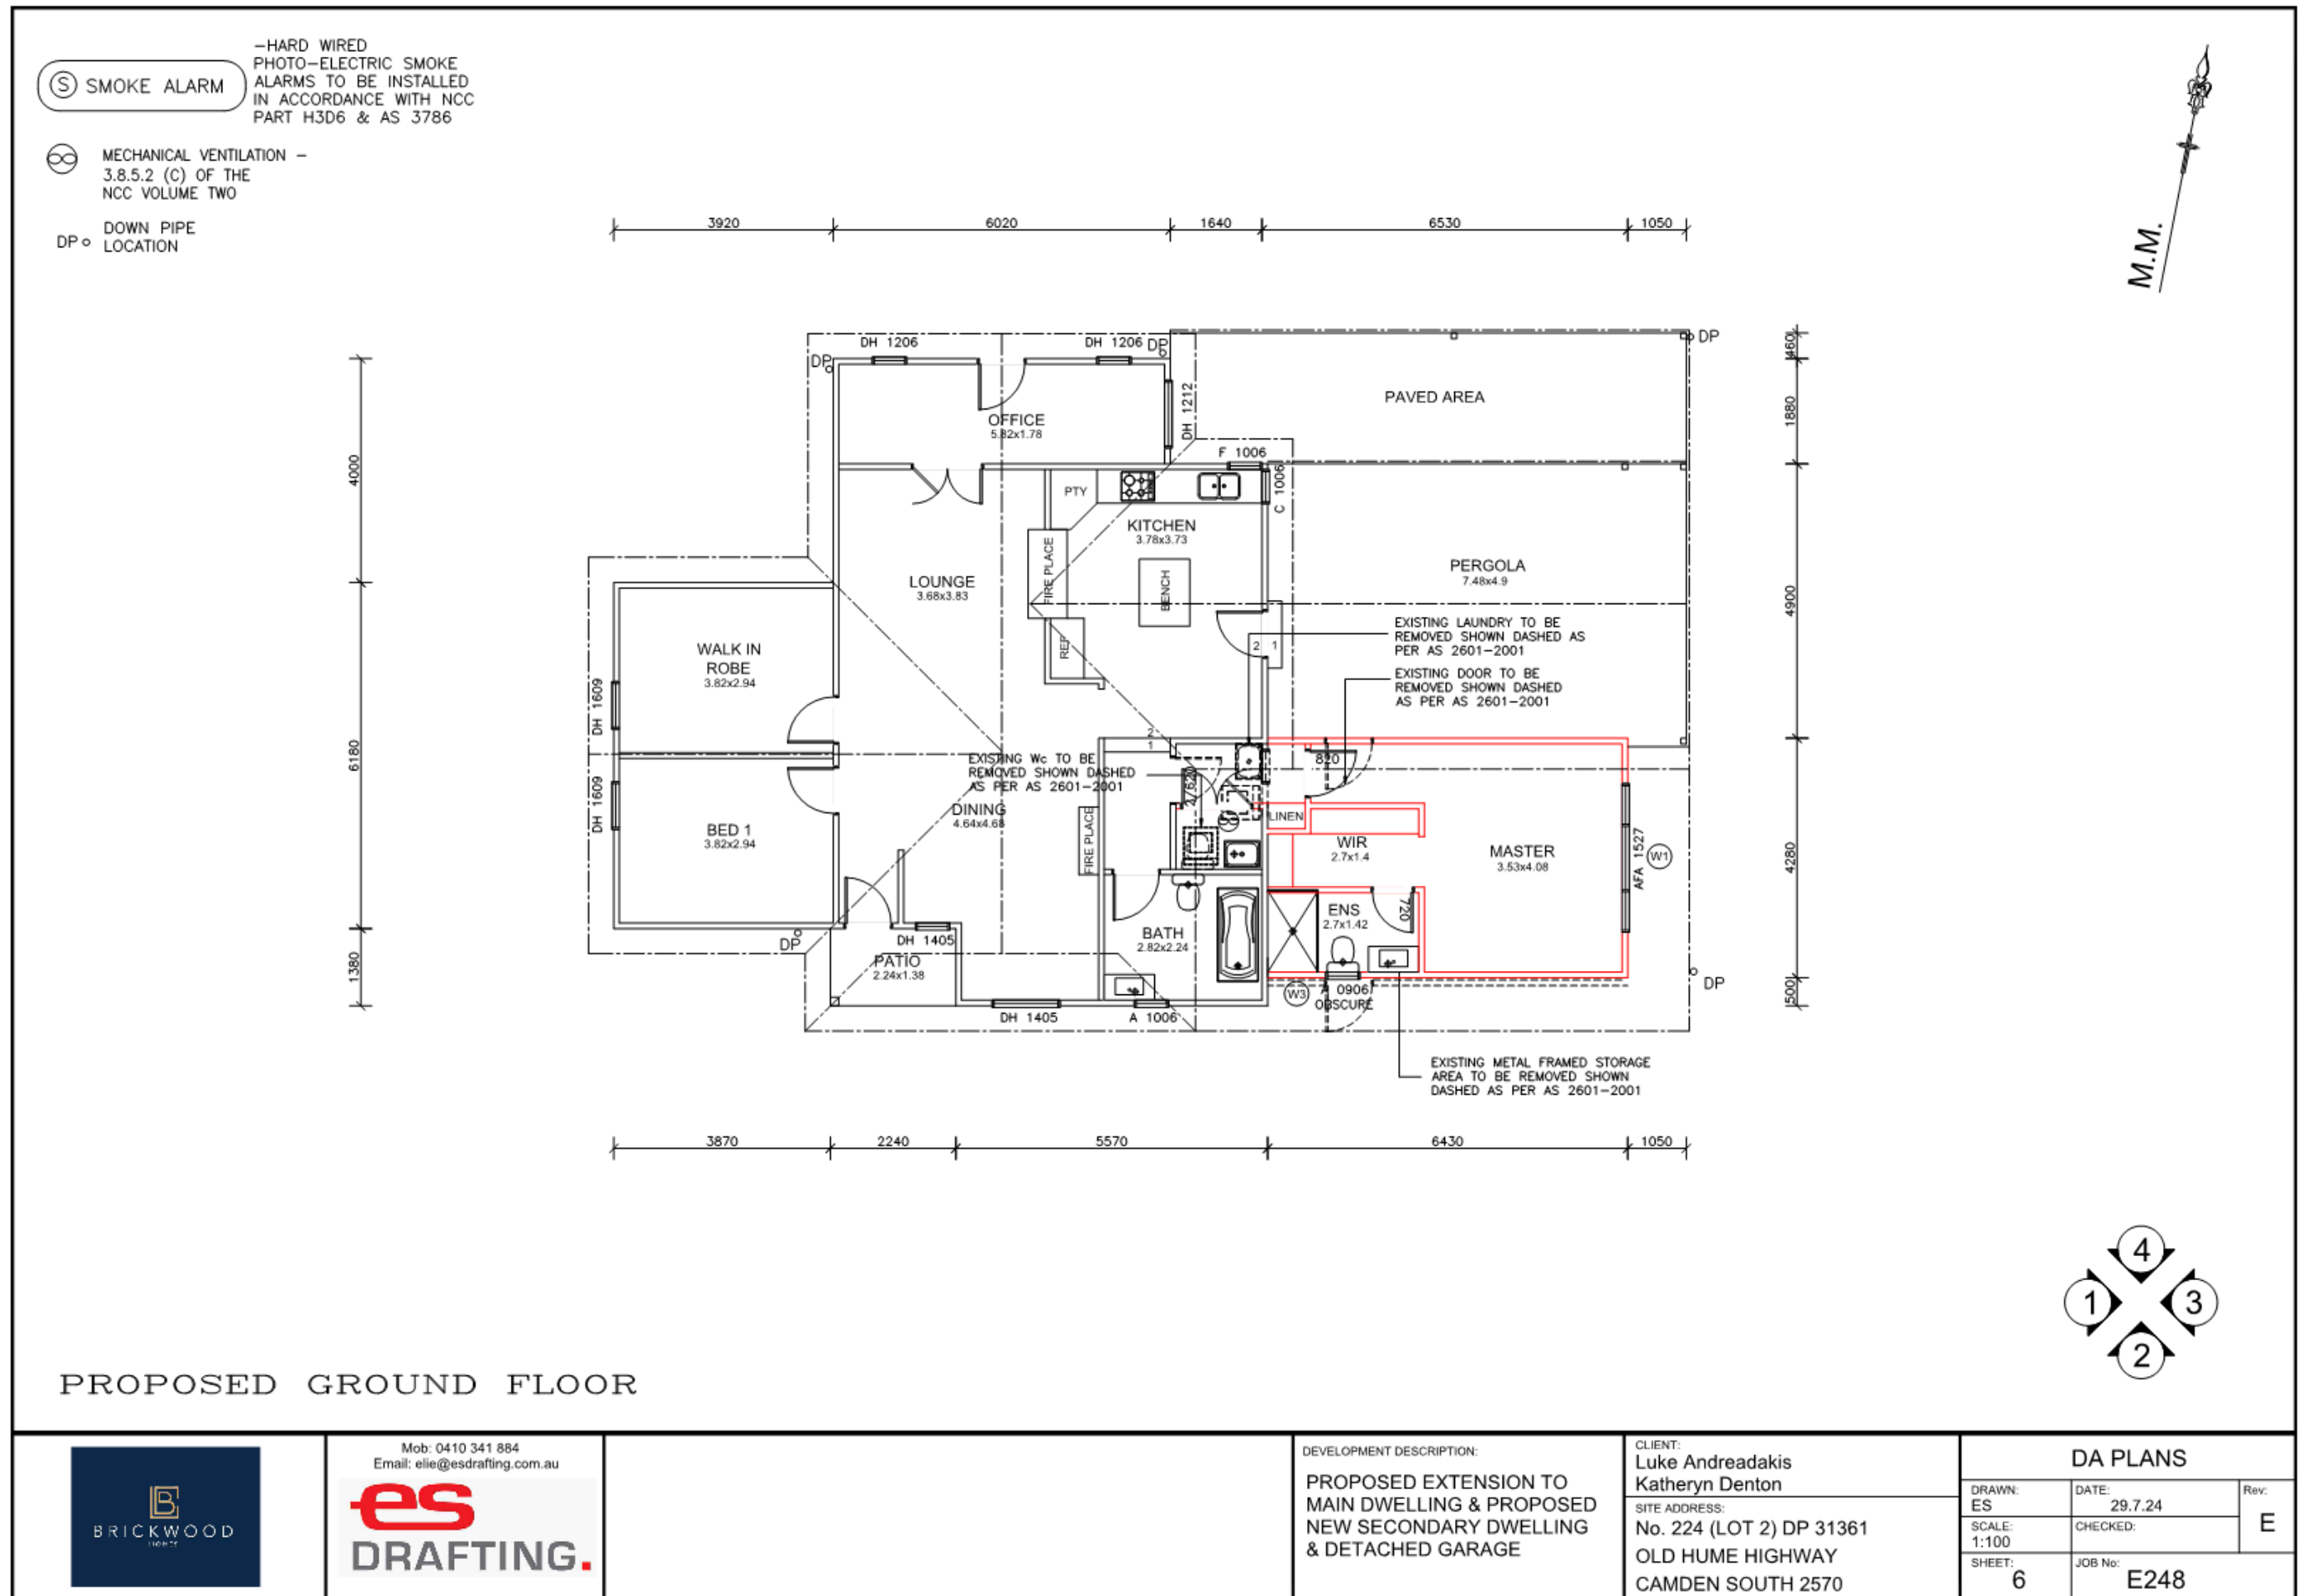 S SMOKE ALARM
-HARD WIRED
PHOTO-ELECTRIC SMOKE
ALARMS TO BE INSTALLED
IN ACCORDANCE WITH NCC
PART H3D6 & AS 3786
MECHANICAL VENTILATION -
3.8.5.2 (C) OF THE
NCC VOLUME TWO
DP
DOWN PIPE
LOCATION
M.M.
3920
6020
1640
6530
1050
4000
6180
1380
460
1880
4900
4280
500
DH 1206
DH 1206
DP
DP
DP
DH 1212
PAVED AREA
OFFICE
5.82x1.78
F 1006
C 1006
PTY
KITCHEN
3.78x3.73
FIRE PLACE
BENCH
LOUNGE
3.68x3.83
PERGOLA
7.48x4.9
REF
2
1
EXISTING LAUNDRY TO BE
REMOVED SHOWN DASHED AS
PER AS 2601-2001
EXISTING DOOR TO BE
REMOVED SHOWN DASHED
AS PER AS 2601-2001
WALK IN
ROBE
3.82x2.94
DH 1609
DH 1609
2
1
EXISTING Wc TO BE
REMOVED SHOWN DASHED
AS PER AS 2601-2001
820
DINING
4.64x4.68
FIRE PLACE
LINEN
BED 1
3.82x2.94
WIR
2.7x1.4
MASTER
3.53x4.08
AFA 1527
W1
ENS
2.7x1.42
720
BATH
2.82x2.24
DP
DH 1405
PATIO
2.24x1.38
DP
W3
A 0906
OBSCURE
DH 1405
A 1006
EXISTING METAL FRAMED STORAGE
AREA TO BE REMOVED SHOWN
DASHED AS PER AS 2601-2001
3870
2240
5570
6430
1050
4
1
3
2
PROPOSED GROUND FLOOR
BRICKWOOD
HOMES
Mob: 0410 341 884
Email: elie@esdrafting.com.au
es
DRAFTING.
DEVELOPMENT DESCRIPTION:
PROPOSED EXTENSION TO
MAIN DWELLING & PROPOSED
NEW SECONDARY DWELLING
& DETACHED GARAGE
CLIENT:
Luke Andreadakis
Katheryn Denton
SITE ADDRESS:
No. 224 (LOT 2) DP 31361
OLD HUME HIGHWAY
CAMDEN SOUTH 2570
DA PLANS
DRAWN:
ES
DATE:
29.7.24
Rev:
E
SCALE:
1:100
CHECKED:
SHEET:
6
JOB No:
E248